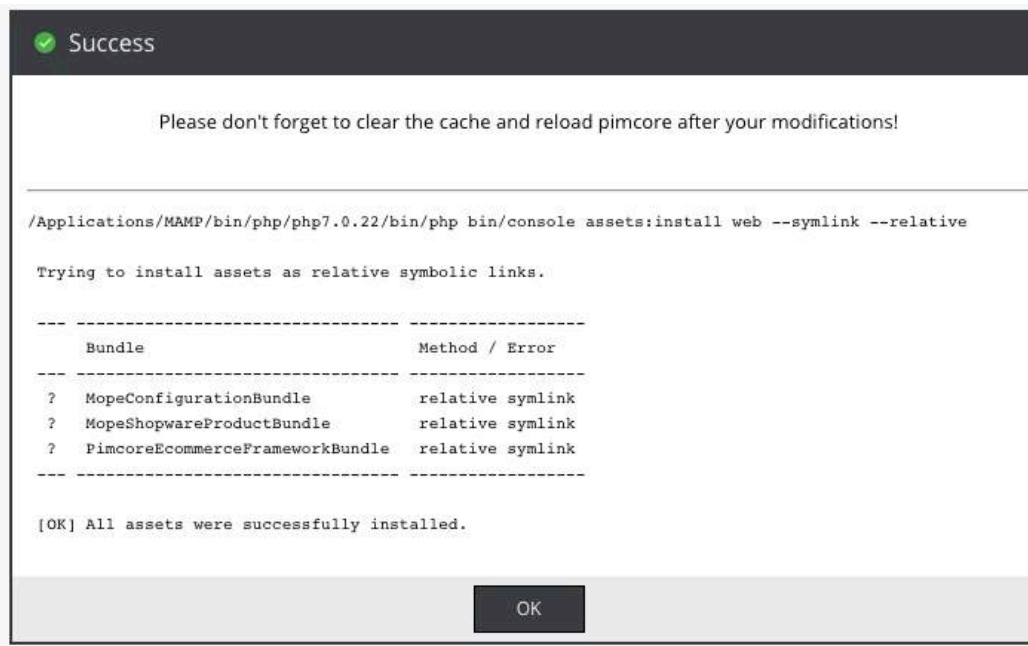 Success
Please don't forget to clear the cache and reload pimcore after your modifications!
/Applications/MAMP/bin/php/php7.0.22/bin/php bin/console assets:install web --symlink --relative
Trying to install assets as relative symbolic links.
--- --------------------------------- ------------------
Bundle Method / Error
--- --------------------------------- ------------------
? MopeConfigurationBundle relative symlink
? MopeShopwareProductBundle relative symlink
? PimcoreEcommerceFrameworkBundle relative symlink
--- --------------------------------- ------------------
[OK] All assets were successfully installed.
OK